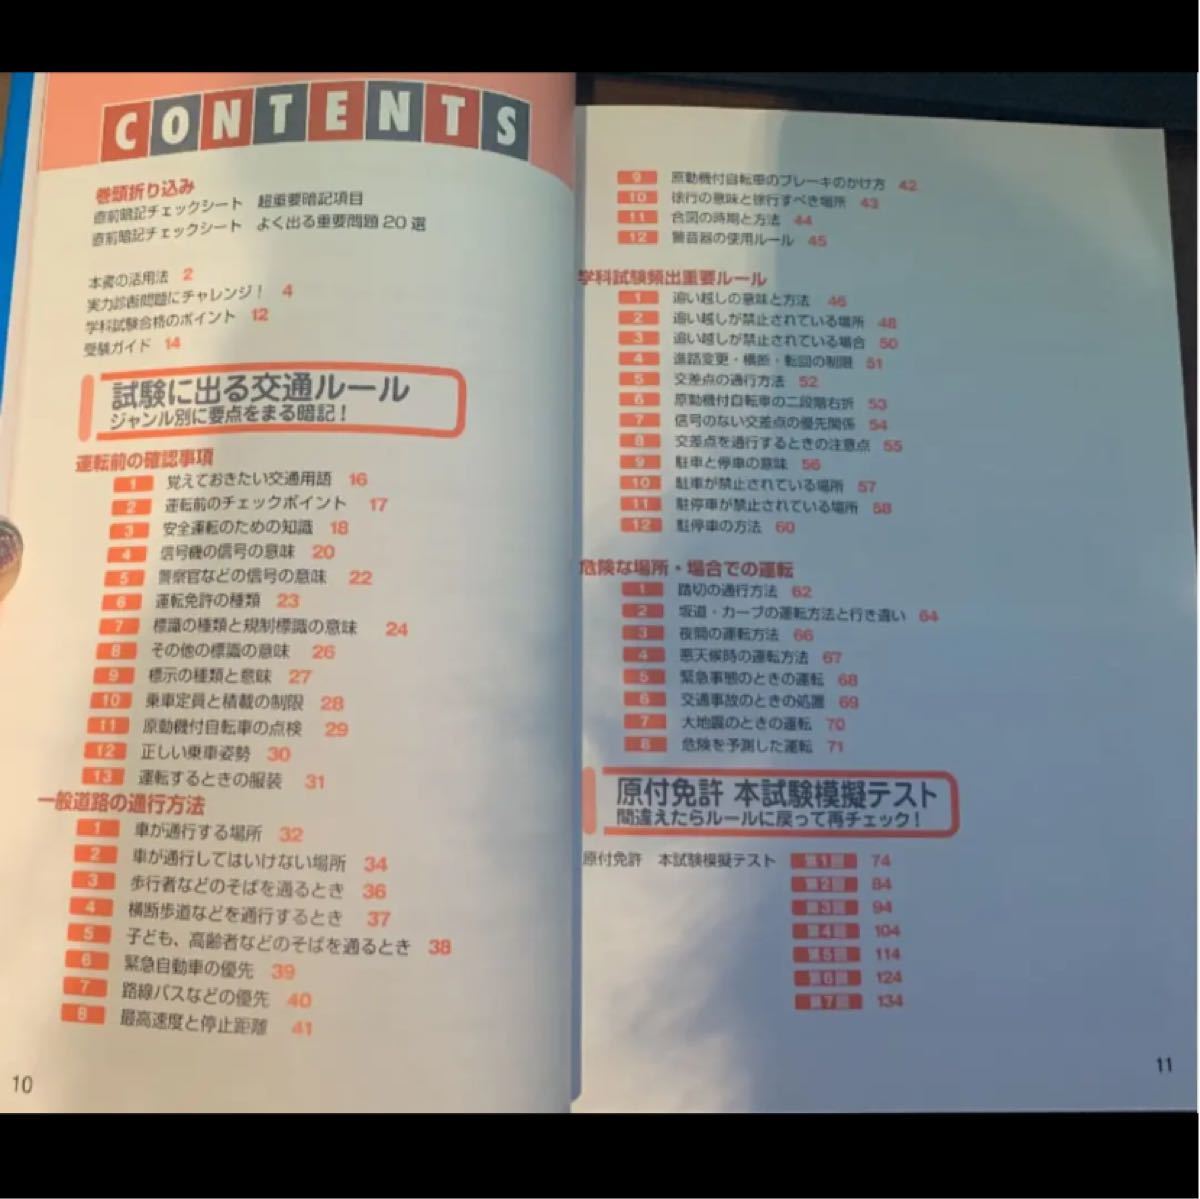 CONTENTS
巻頭折り込み
直前暗記チェックシート 超重要暗記項目
直前暗記チェックシート よく出る重要問題20選
本書の活用法 2
実力診断問題にチャレンジ！ 4
学科試験合格のポイント 12
受験ガイド 14
試験に出る交通ルール
ジャンル別に要点をまる暗記！
運転前の確認事項
1 覚えておきたい交通用語 16
2 運転前のチェックポイント 17
3 安全運転のための知識 18
4 信号機の信号の意味 20
5 警察官などの信号の意味 22
6 運転免許の種類 23
7 標識の種類と規制標識の意味 24
8 その他の標識の意味 26
9 標示の種類と意味 27
10 乗車定員と積載の制限 28
11 原動機付自転車の点検 29
12 正しい乗車姿勢 30
13 運転するときの服装 31
一般道路の通行方法
1 車が通行する場所 32
2 車が通行してはいけない場所 34
3 歩行者などのそばを通るとき 36
4 横断歩道などを通行するとき 37
5 子ども、高齢者などのそばを通るとき 38
6 緊急自動車の優先 39
7 路線バスなどの優先 40
8 最高速度と停止距離 41
10
9 原動機付自転車のブレーキのかけ方 42
10 徐行の意味と徐行すべき場所 43
11 合図の時期と方法 44
12 警音器の使用ルール 45
学科試験頻出重要ルール
1 追い越しの意味と方法 46
2 追い越しが禁止されている場所 48
3 追い越しが禁止されている場合 50
4 進路変更・横断・転回の制限 51
5 交差点の通行方法 52
6 原動機付自転車の二段階右折 53
7 信号のない交差点の優先関係 54
8 交差点を通行するときの注意点 55
9 駐車と停車の意味 56
10 駐車が禁止されている場所 57
11 駐停車が禁止されている場所 58
12 駐停車の方法 60
危険な場所・場合での運転
1 踏切の通行方法 62
2 坂道・カーブの運転方法と行き違い 64
3 夜間の運転方法 66
4 悪天候時の運転方法 67
5 緊急事態のときの運転 68
6 交通事故のときの処置 69
7 大地震のときの運転 70
8 危険を予測した運転 71
原付免許 本試験模擬テスト
間違えたらルールに戻って再チェック！
原付免許 本試験模擬テスト 第1回 74
第2回 84
第3回 94
第4回 104
第5回 114
第6回 124
第7回 134
11